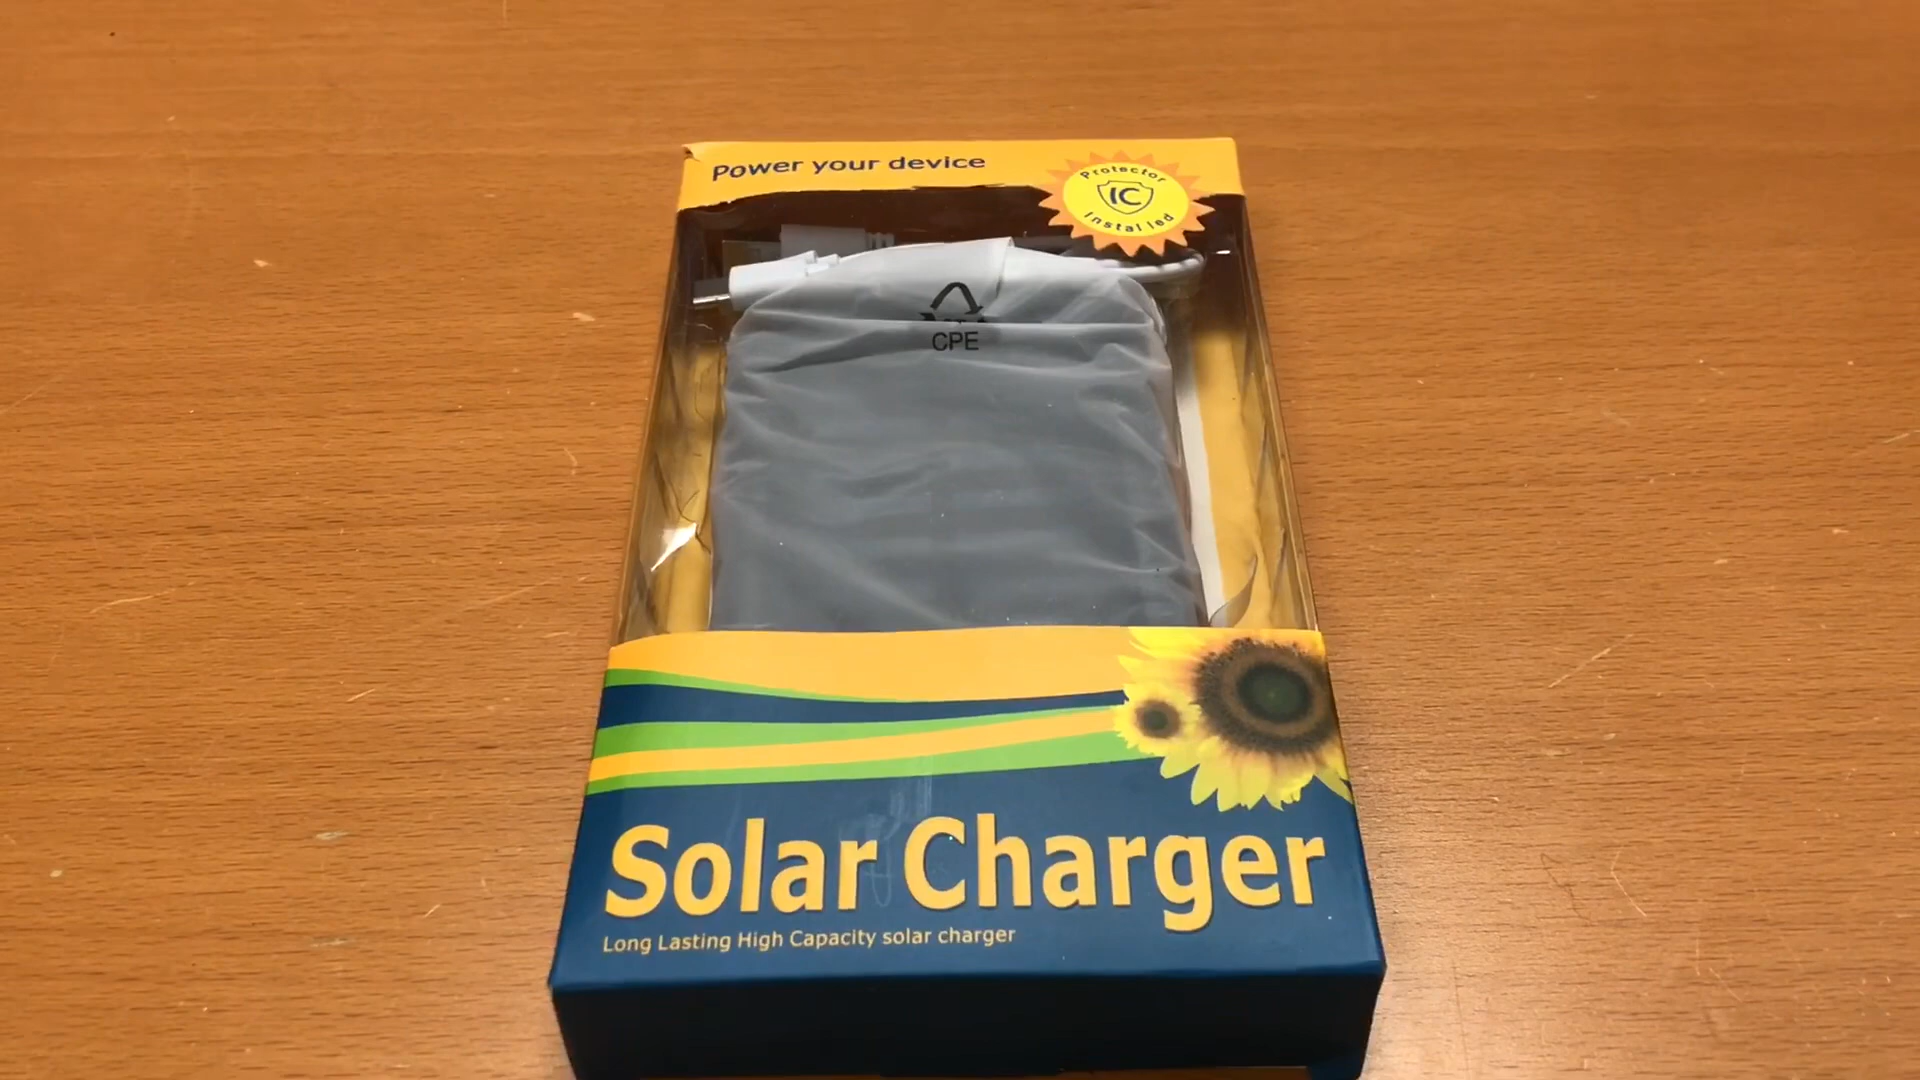 Power your device
Protector
IC
Installed
CPE
Solar Charger
Long Lasting High Capacity solar charger